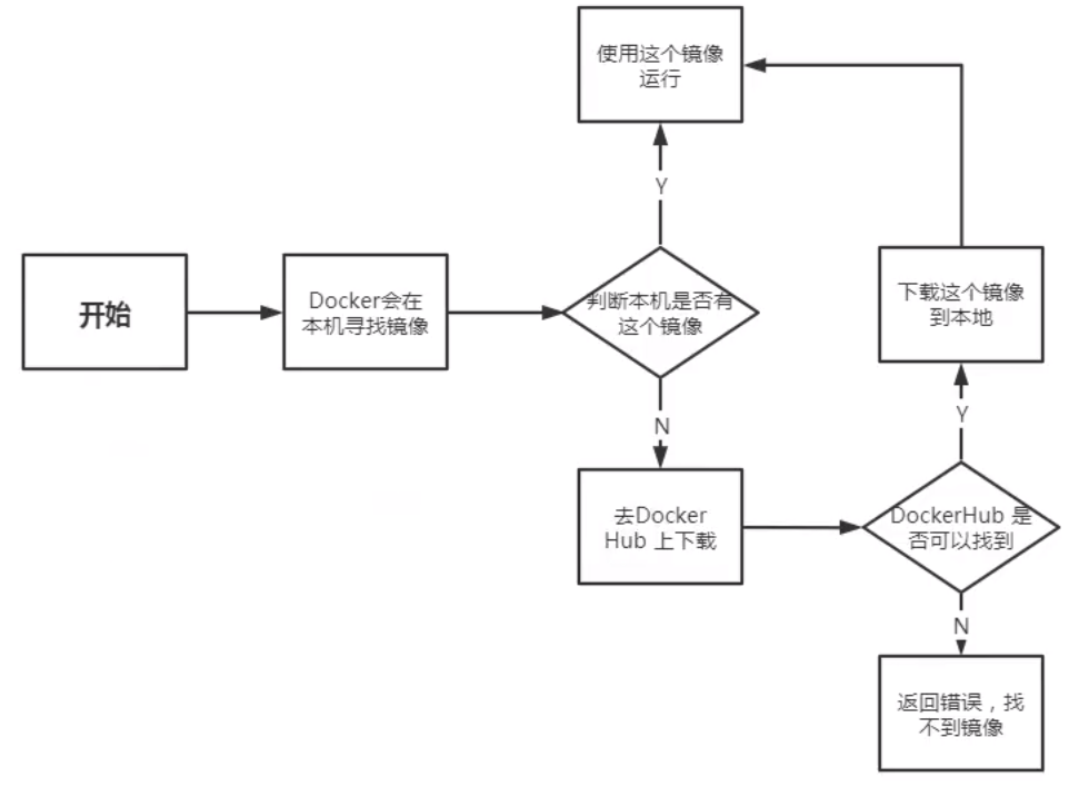 开始
Docker会在
本机寻找镜像
判断本机是否有
这个镜像
Y
使用这个镜像
运行
N
去Docker
Hub 上下载
DockerHub 是
否可以找到
Y
下载这个镜像
到本地
N
返回错误，找
不到镜像